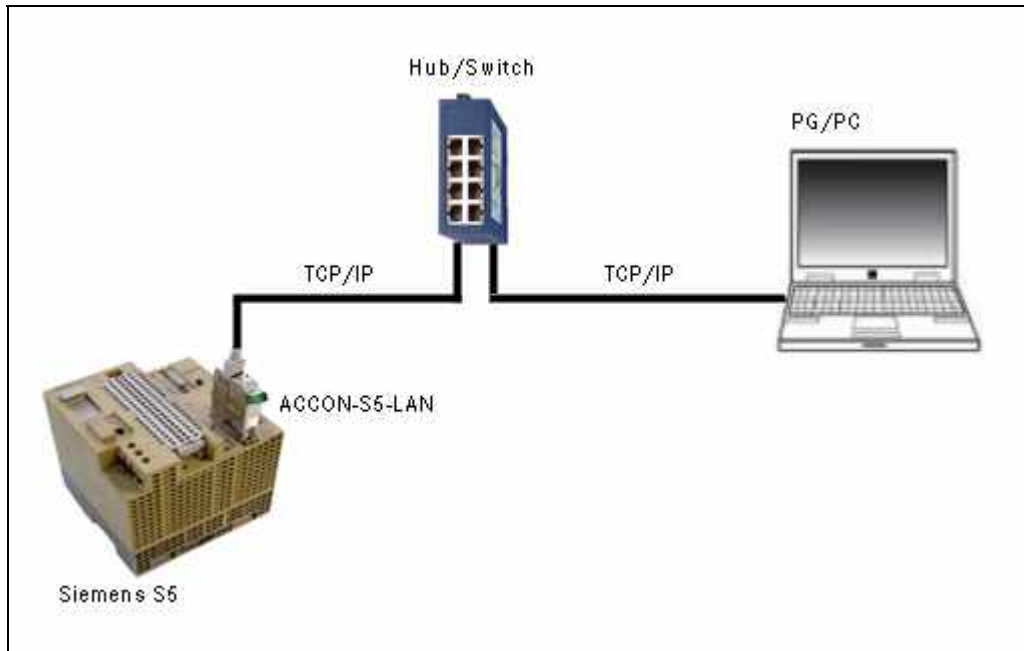 Hub/Switch
PG/PC
TCP/IP
TCP/IP
ACCON-S5-LAN
Siemens S5